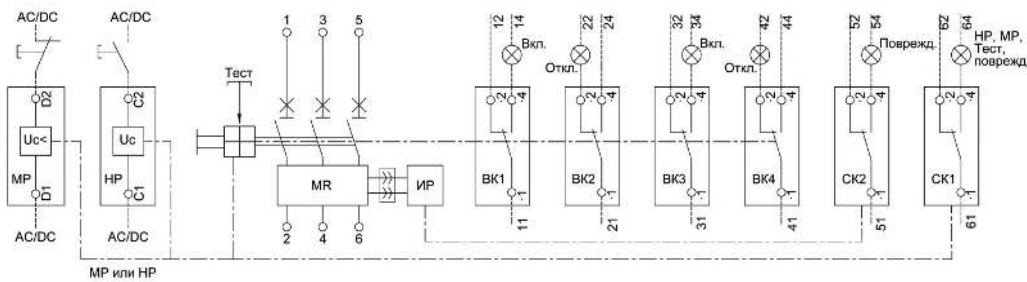 AC/DC
AC/DC
D2
C2
Uc<
Uc
МР
НР
D1
C1
AC/DC
AC/DC
МР или НР
Тест
1
3
5
MR
ИР
2
4
6
12
14
Вкл.
.2
.4
ВК1
.1
11
22
24
Откл.
.2
.4
ВК2
.1
21
32
34
Вкл.
.2
.4
ВК3
.1
31
42
44
Откл.
.2
.4
ВК4
.1
41
52
54
Поврежд.
.2
.4
СК2
.1
51
62
64
НР, МР,
Тест,
поврежд
.2
.4
СК1
.1
61